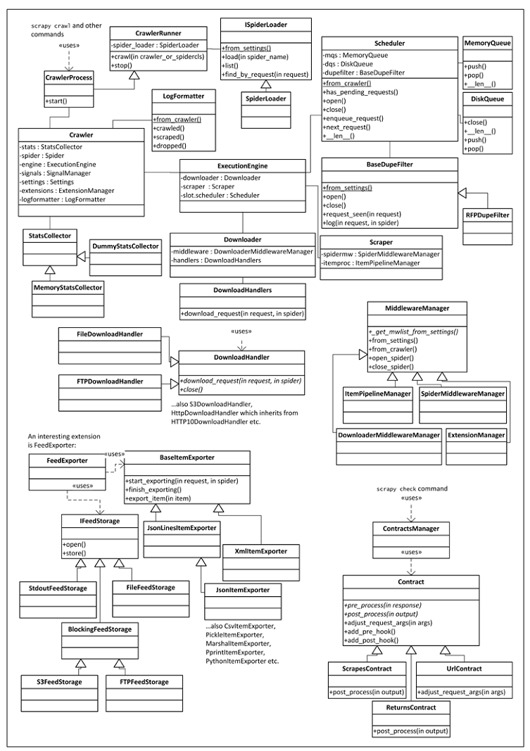 scrapy crawl and other
commands
«uses»
CrawlerProcess
+start()
CrawlerRunner
-spider_loader : SpiderLoader
+crawl(in crawler_or_spidercls)
+stop()
ISpiderLoader
+from_settings()
+load(in spider_name)
+list()
+find_by_request(in request)
SpiderLoader
Scheduler
-mqs : MemoryQueue
-dqs : DiskQueue
-dupefilter : BaseDupeFilter
+from_crawler()
+has_pending_requests()
+open()
+close()
+enqueue_request()
+next_request()
+__len__()
MemoryQueue
+push()
+pop()
+__len__()
DiskQueue
+close()
+__len__()
+push()
+pop()
LogFormatter
+from_crawler()
+crawled()
+scraped()
+dropped()
Crawler
-stats : StatsCollector
-spider : Spider
-engine : ExecutionEngine
-signals : SignalManager
-settings : Settings
-extensions : ExtensionManager
-logformatter : LogFormatter
ExecutionEngine
-downloader : Downloader
-scraper : Scraper
-slot.scheduler : Scheduler
BaseDupeFilter
+from_settings()
+open()
+close()
+request_seen(in request)
+log(in request, in spider)
RFPDupeFilter
StatsCollector
DummyStatsCollector
MemoryStatsCollector
Downloader
-middleware : DownloaderMiddlewareManager
-handlers : DownloadHandlers
Scraper
-spidermw : SpiderMiddlewareManager
-itemproc : ItemPipelineManager
DownloadHandlers
+download_request(in request, in spider)
«uses»
FileDownloadHandler
FTPDownloadHandler
DownloadHandler
+download_request(in request, in spider)
+close()
...also S3DownloadHandler,
HttpDownloadHandler which inherits from
HTTP10DownloadHandler etc.
MiddlewareManager
+_get_mwlist_from_settings()
+from_settings()
+from_crawler()
+open_spider()
+close_spider()
ItemPipelineManager
SpiderMiddlewareManager
DownloaderMiddlewareManager
ExtensionManager
An interesting extension
is FeedExporter:
FeedExporter
«uses»
«uses»
BaseItemExporter
+start_exporting(in request, in spider)
+finish_exporting()
+export_item(in item)
IFeedStorage
+open()
+store()
JsonLinesItemExporter
XmlItemExporter
StdoutFeedStorage
FileFeedStorage
JsonItemExporter
BlockingFeedStorage
...also CsvItemExporter,
PickleItemExporter,
MarshalItemExporter,
PprintItemExporter,
PythonItemExporter etc.
S3FeedStorage
FTPFeedStorage
scrapy check command
«uses»
ContractsManager
«uses»
Contract
+pre_process(in response)
+post_process(in output)
+adjust_request_args(in args)
+add_pre_hook()
+add_post_hook()
ScrapesContract
+post_process(in output)
UrlContract
+adjust_request_args(in args)
ReturnsContract
+post_process(in output)